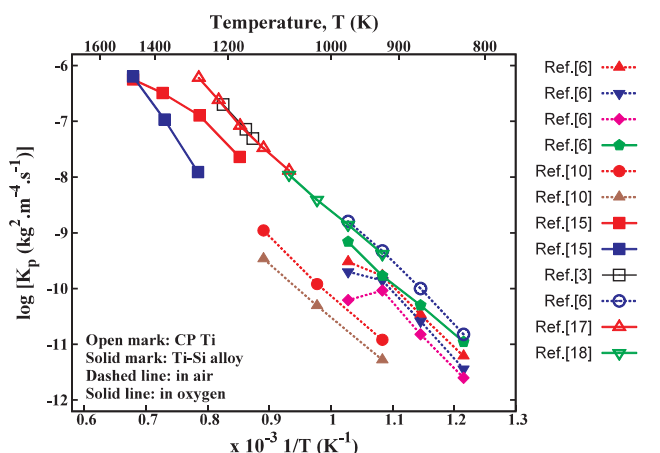 Temperature, T (K)
1600 1400 1200 1000 900 800
-6
-7
-8
-9
-10
-11
-12
log [Kp (kg².m⁻⁴.s⁻¹)]
Open mark: CP Ti
Solid mark: Ti-Si alloy
Dashed line: in air
Solid line: in oxygen
0.6 0.7 0.8 0.9 1 1.1 1.2 1.3
x 10⁻³ 1/T (K⁻¹)
Ref.[6]
Ref.[6]
Ref.[6]
Ref.[6]
Ref.[10]
Ref.[10]
Ref.[15]
Ref.[15]
Ref.[3]
Ref.[6]
Ref.[17]
Ref.[18]